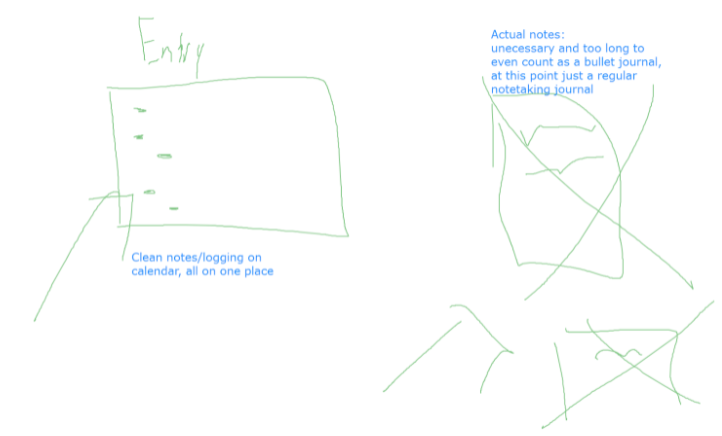 Entry
Actual notes:
unecessary and too long to
even count as a bullet journal,
at this point just a regular
notetaking journal
Clean notes/logging on
calendar, all on one place